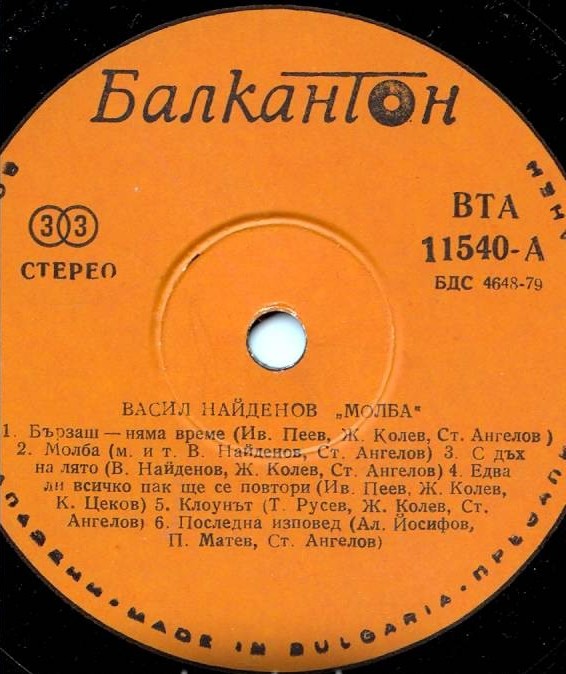 Балкантон
33
СТЕРЕО
ВТА
11540-А
БДС 4648-79
ВАСИЛ НАЙДЕНОВ „МОЛБА"
1. Бързаш — няма време (Ив. Пеев, Ж. Колев, Ст. Ангелов)
2. Молба (м. и т. В. Найденов, Ст. Ангелов) 3. С дъх
на лято (В. Найденов, Ж. Колев, Ст. Ангелов) 4. Едва
ли всичко пак ще се повтори (Ив. Пеев, Ж. Колев,
К. Цеков) 5. Клоунът (Т. Русев, Ж. Колев, Ст.
Ангелов) 6. Последна изповед (Ал. Йосифов,
П. Матев, Ст. Ангелов)
АПАЗЕНИ · MADE IN BULGARIA · ПРЕЗАПИ